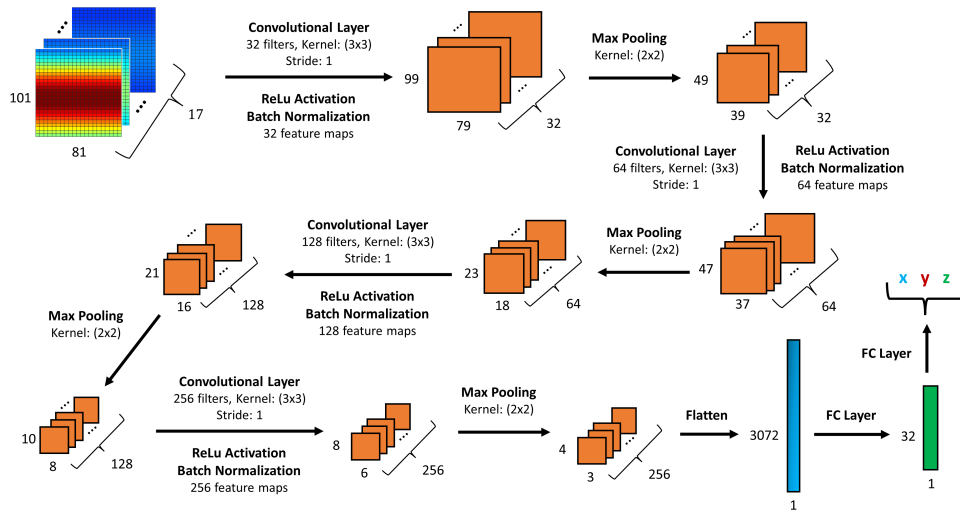 101
81
17
Convolutional Layer
32 filters, Kernel: (3x3)
Stride: 1
ReLu Activation
Batch Normalization
32 feature maps
99
79
32
Max Pooling
Kernel: (2x2)
49
39
32
Convolutional Layer
64 filters, Kernel: (3x3)
Stride: 1
ReLu Activation
Batch Normalization
64 feature maps
47
37
64
Max Pooling
Kernel: (2x2)
23
18
64
Convolutional Layer
128 filters, Kernel: (3x3)
Stride: 1
ReLu Activation
Batch Normalization
128 feature maps
21
16
128
Max Pooling
Kernel: (2x2)
10
8
128
Convolutional Layer
256 filters, Kernel: (3x3)
Stride: 1
ReLu Activation
Batch Normalization
256 feature maps
8
6
256
Max Pooling
Kernel: (2x2)
4
3
256
Flatten
3072
1
FC Layer
32
1
FC Layer
x y z